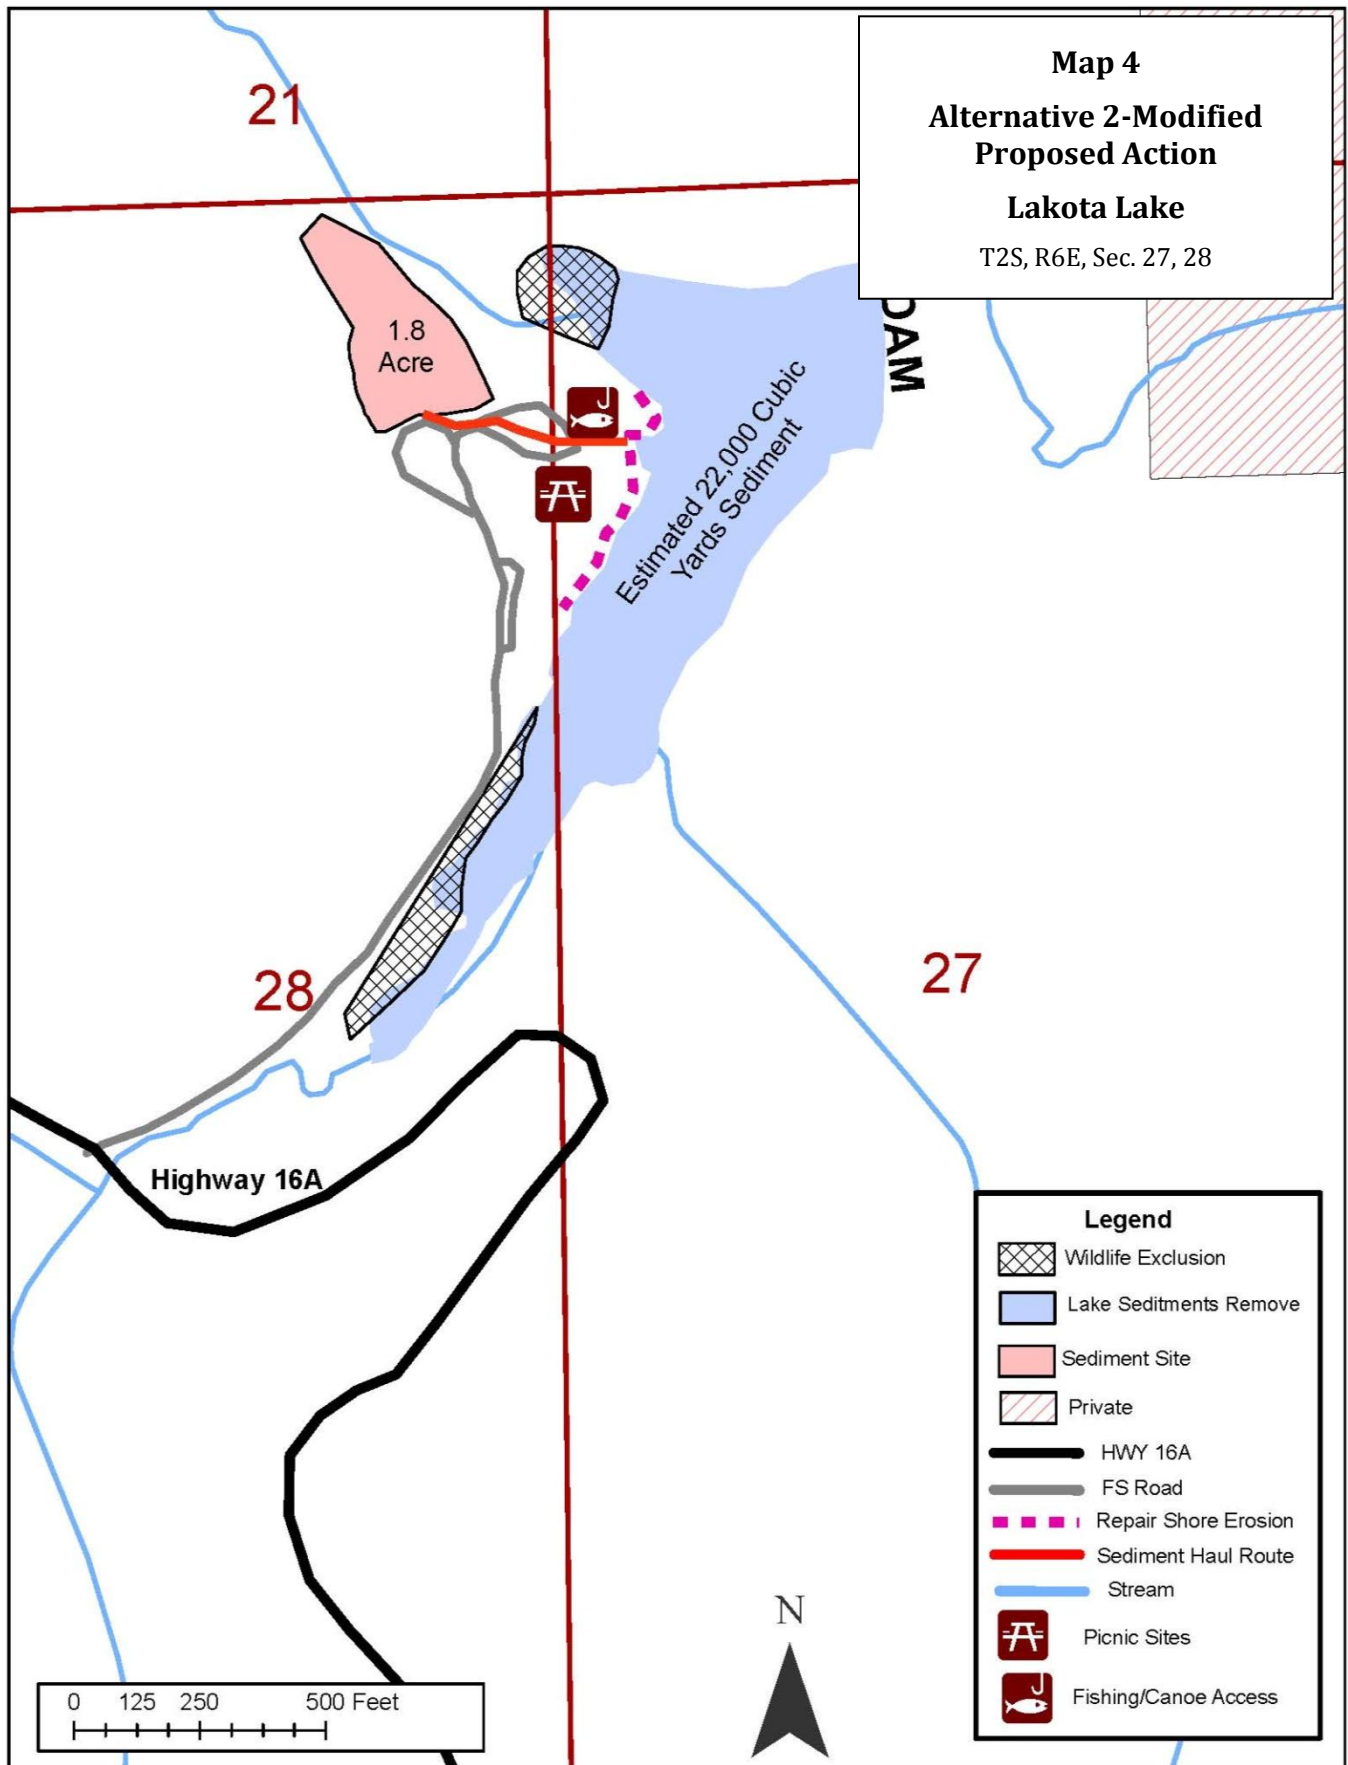 Map 4
Alternative 2-Modified
Proposed Action
Lakota Lake
T2S, R6E, Sec. 27, 28
21
1.8
Acre
DAM
Estimated 22,000 Cubic
Yards Sediment
28
27
Highway 16A
Legend
Wildlife Exclusion
Lake Seditments Remove
Sediment Site
Private
HWY 16A
FS Road
Repair Shore Erosion
Sediment Haul Route
Stream
Picnic Sites
Fishing/Canoe Access
N
0 125 250 500 Feet